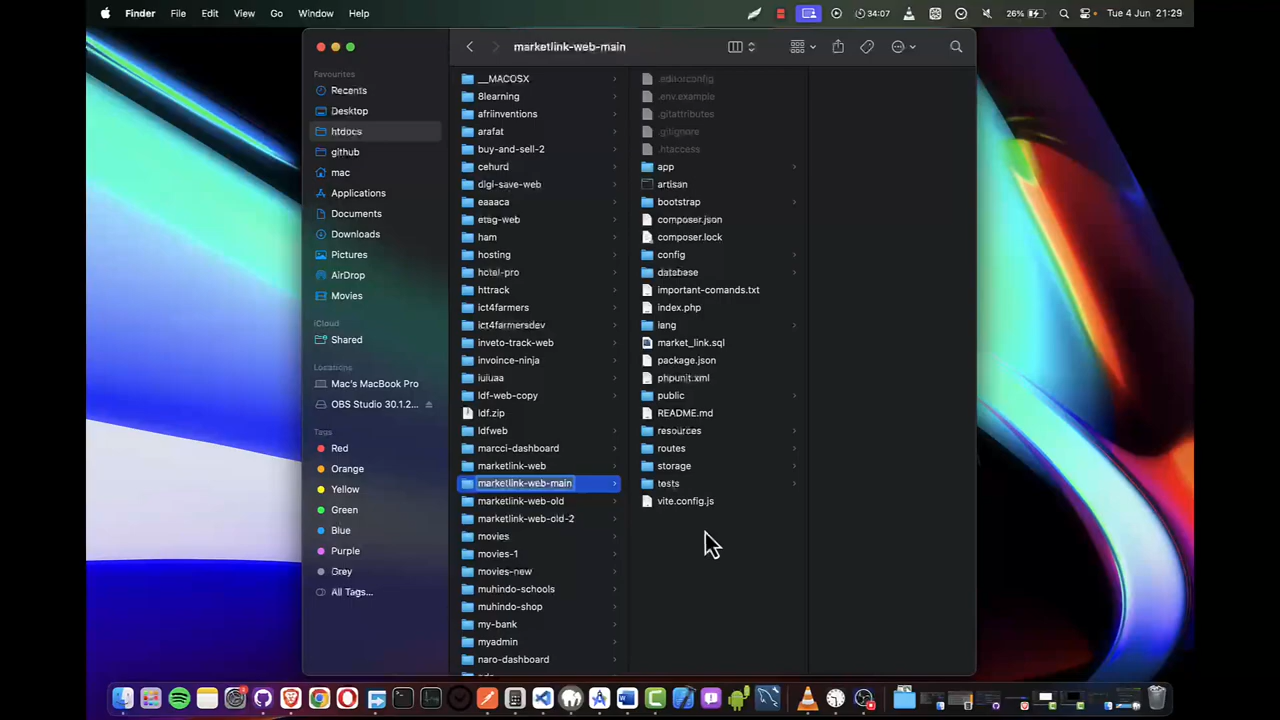 Finder File Edit View Go Window Help 34:07 26% Tue 4 Jun 21:29
marketlink-web-main
Favourites
Recents
Desktop
htdocs
github
mac
Applications
Documents
Downloads
Pictures
AirDrop
Movies
iCloud
Shared
Locations
Mac's MacBook Pro
OBS Studio 30.1.2...
Tags
Red
Orange
Yellow
Green
Blue
Purple
Grey
All Tags...
__MACOSX
8learning
afriinventions
arafat
buy-and-sell-2
cehurd
digi-save-web
eaaaca
etag-web
ham
hosting
hotel-pro
httrack
ict4farmers
ict4farmersdev
inveto-track-web
invoince-ninja
iuiuaa
ldf-web-copy
ldf.zip
ldfweb
marcci-dashboard
marketlink-web
marketlink-web-main
marketlink-web-old
marketlink-web-old-2
movies
movies-1
movies-new
muhindo-schools
muhindo-shop
my-bank
myadmin
naro-dashboard
.editorconfig
.env.example
.gitattributes
.gitignore
.htaccess
app
artisan
bootstrap
composer.json
composer.lock
config
database
important-comands.txt
index.php
lang
market_link.sql
package.json
phpunit.xml
public
README.md
resources
routes
storage
tests
vite.config.js